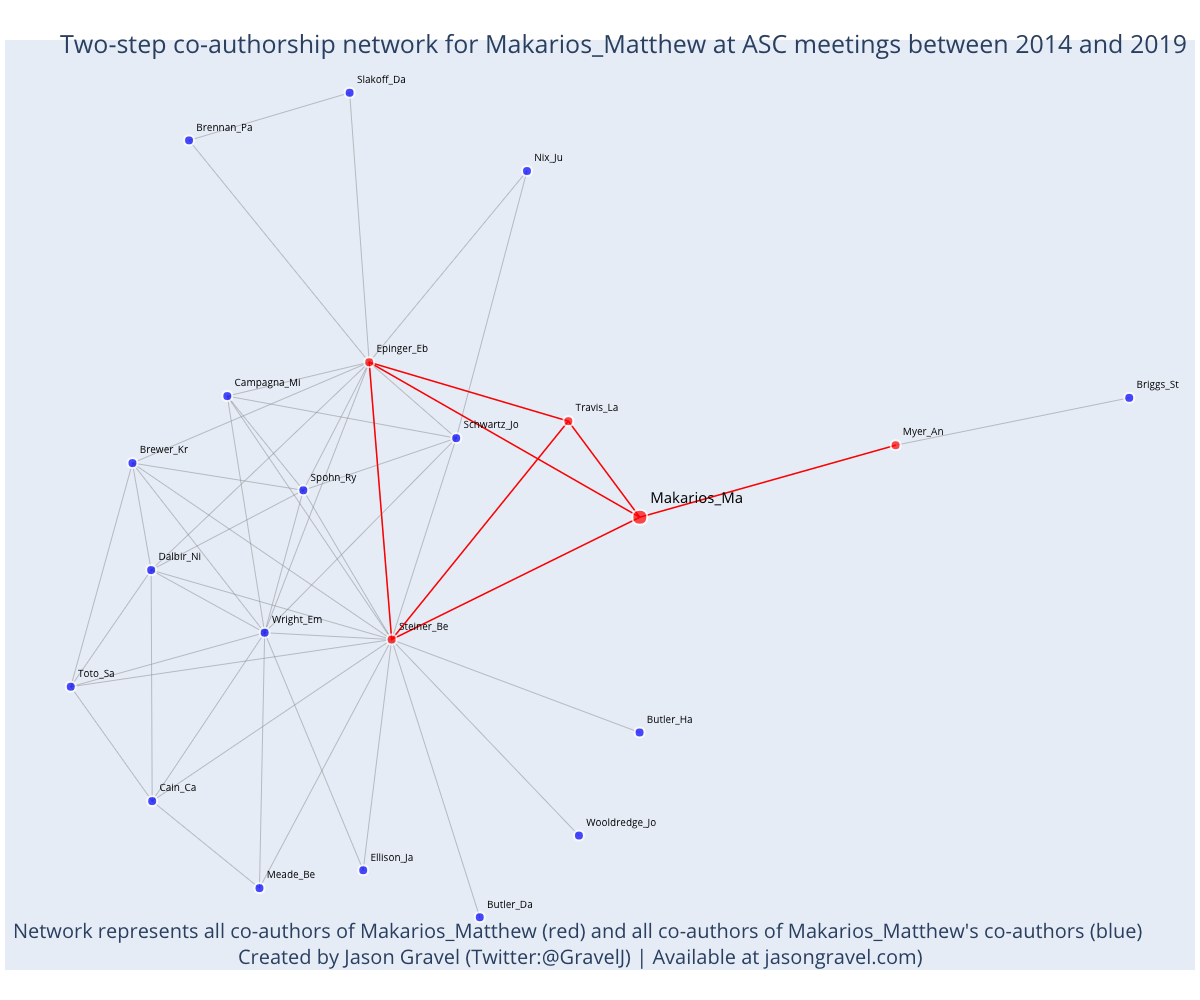 Two-step co-authorship network for Makarios_Matthew at ASC meetings between 2014 and 2019
Slakoff_Da
Brennan_Pa
Nix_Ju
Epinger_Eb
Campagna_Mi
Briggs_St
Travis_La
Schwartz_Jo
Myer_An
Brewer_Kr
Spohn_Ry
Makarios_Ma
Dalbir_Ni
Wright_Em
Steiner_Be
Toto_Sa
Butler_Ha
Cain_Ca
Wooldredge_Jo
Ellison_Ja
Meade_Be
Butler_Da
Network represents all co-authors of Makarios_Matthew (red) and all co-authors of Makarios_Matthew's co-authors (blue)
Created by Jason Gravel (Twitter:@GravelJ) | Available at jasongravel.com)